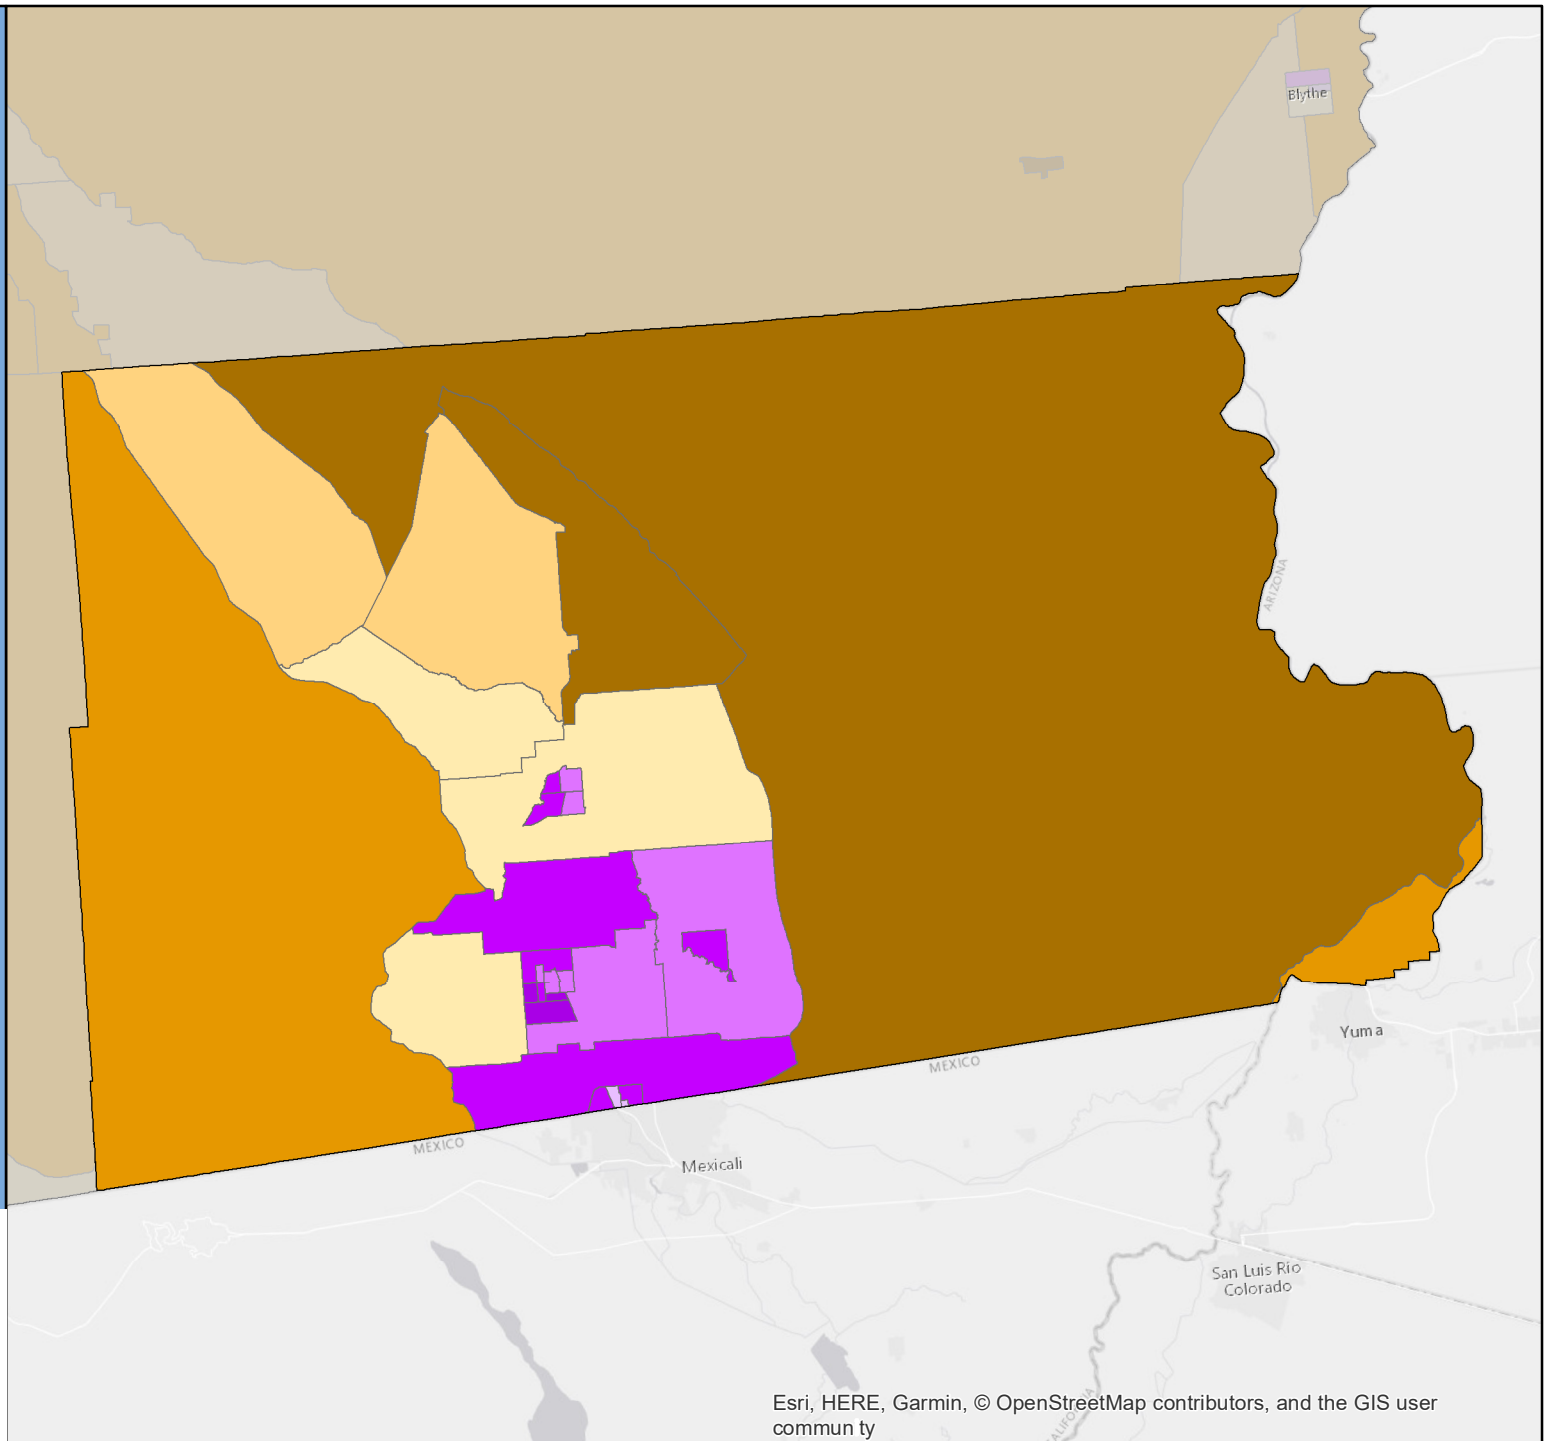 Blythe
ARIZONA
Yuma
MEXICO
MEXICO
Mexicali
San Luis Rio
Colorado
ALIFORNIA
Esri, HERE, Garmin, © OpenStreetMap contributors, and the GIS user
commun ty